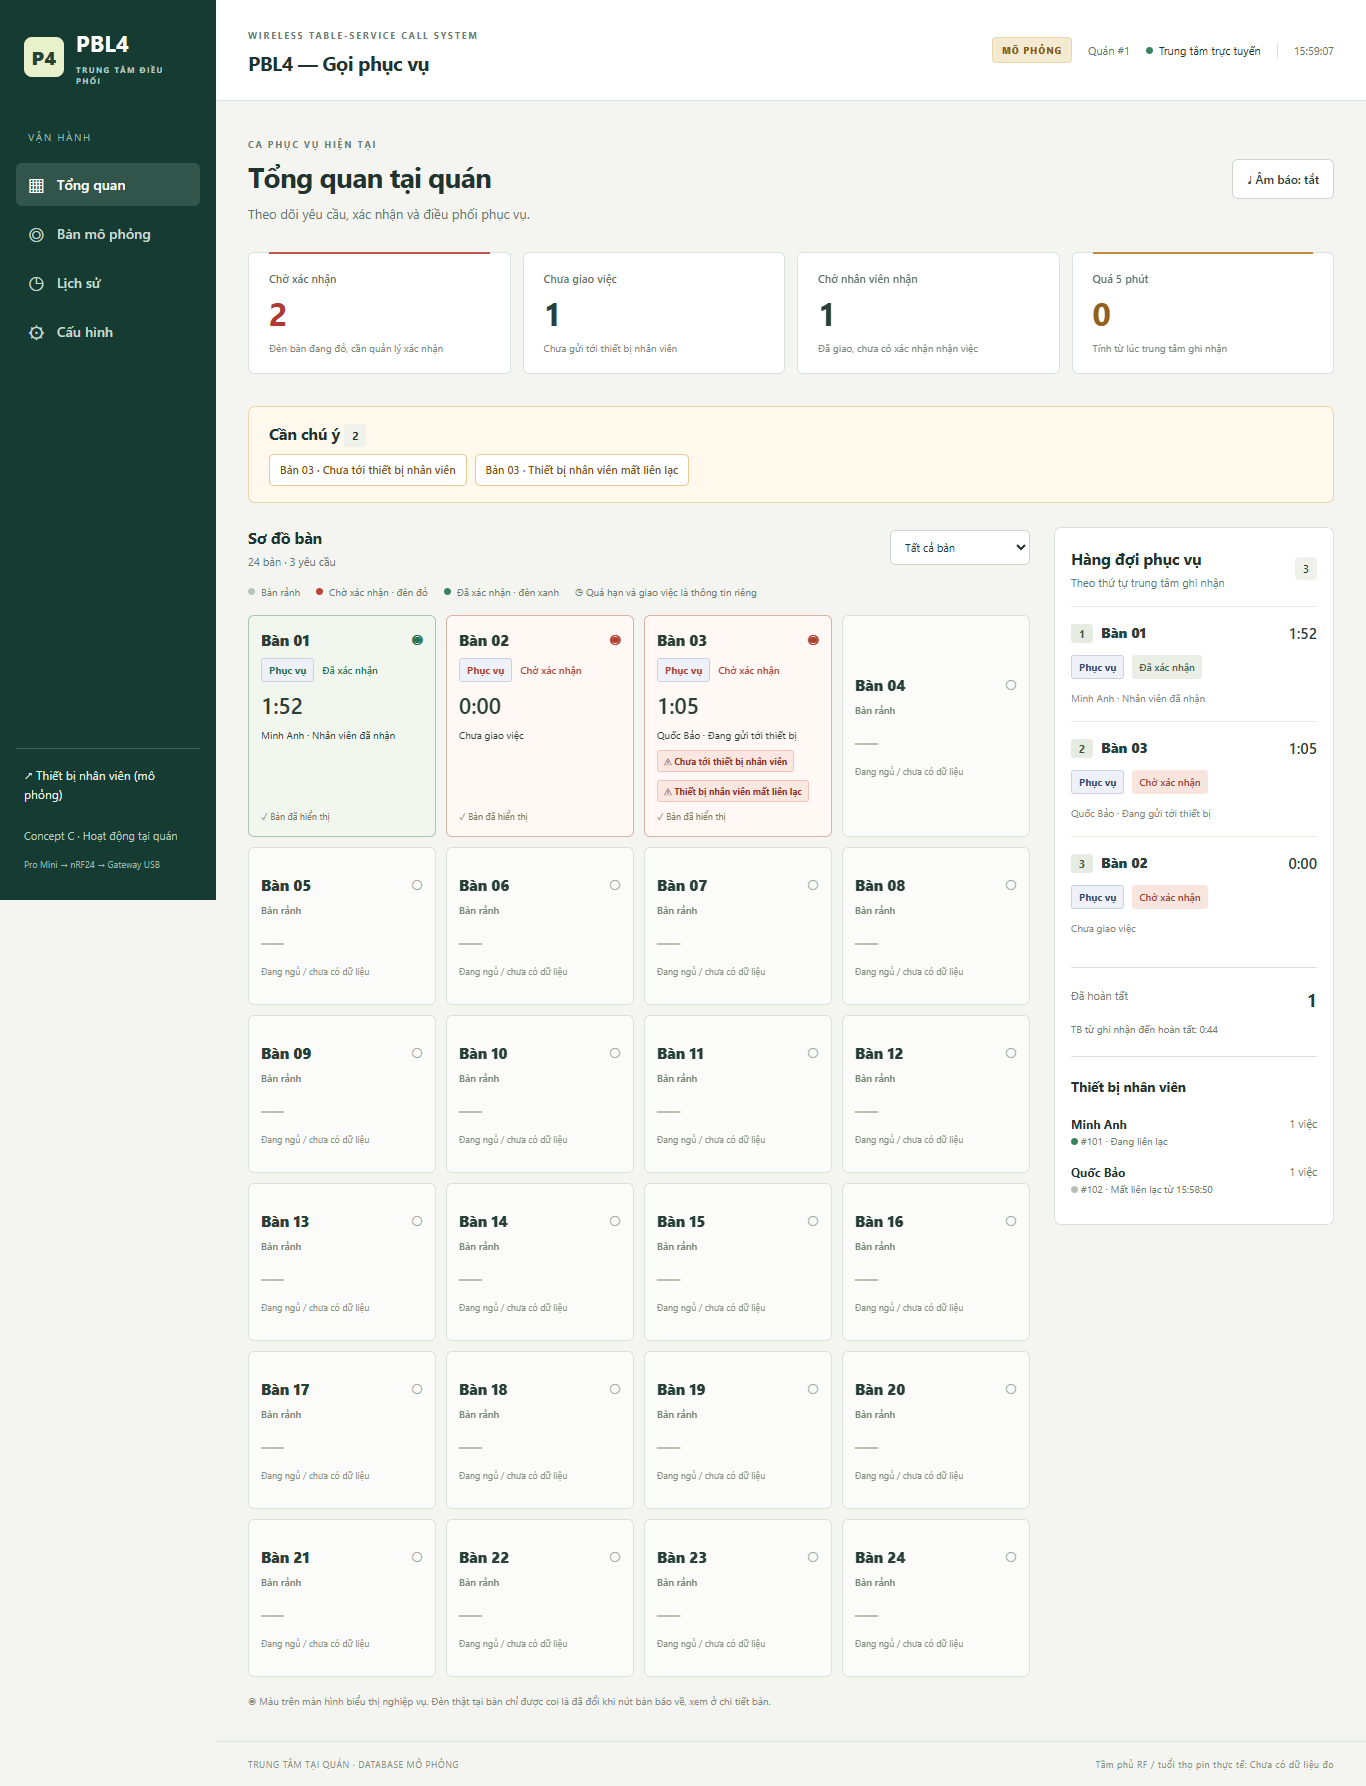 P4
PBL4
TRUNG TÂM ĐIỀU
PHỐI
VẬN HÀNH
Tổng quan
Bàn mô phỏng
Lịch sử
Cấu hình
↗ Thiết bị nhân viên (mô
phỏng)
Concept C · Hoạt động tại quán
Pro Mini → nRF24 → Gateway USB
WIRELESS TABLE-SERVICE CALL SYSTEM
PBL4 — Gọi phục vụ
MÔ PHỎNG
Quán #1
Trung tâm trực tuyến
15:59:07
CA PHỤC VỤ HIỆN TẠI
Tổng quan tại quán
Theo dõi yêu cầu, xác nhận và điều phối phục vụ.
♩ Âm báo: tắt
Chờ xác nhận
2
Đèn bàn đang đỏ, cần quản lý xác nhận
Chưa giao việc
1
Chưa gửi tới thiết bị nhân viên
Chờ nhân viên nhận
1
Đã giao, chưa có xác nhận nhận việc
Quá 5 phút
0
Tính từ lúc trung tâm ghi nhận
Cần chú ý 2
Bàn 03 · Chưa tới thiết bị nhân viên
Bàn 03 · Thiết bị nhân viên mất liên lạc
Sơ đồ bàn
24 bàn · 3 yêu cầu
Tất cả bàn
Bàn rảnh
Chờ xác nhận · đèn đỏ
Đã xác nhận · đèn xanh
◷ Quá hạn và giao việc là thông tin riêng
Bàn 01
Phục vụ Đã xác nhận
1:52
Minh Anh · Nhân viên đã nhận
✓ Bàn đã hiển thị
Bàn 02
Phục vụ Chờ xác nhận
0:00
Chưa giao việc
✓ Bàn đã hiển thị
Bàn 03
Phục vụ Chờ xác nhận
1:05
Quốc Bảo · Đang gửi tới thiết bị
⚠ Chưa tới thiết bị nhân viên
⚠ Thiết bị nhân viên mất liên lạc
✓ Bàn đã hiển thị
Bàn 04
Bàn rảnh
—
Đang ngủ / chưa có dữ liệu
Bàn 05
Bàn rảnh
—
Đang ngủ / chưa có dữ liệu
Bàn 06
Bàn rảnh
—
Đang ngủ / chưa có dữ liệu
Bàn 07
Bàn rảnh
—
Đang ngủ / chưa có dữ liệu
Bàn 08
Bàn rảnh
—
Đang ngủ / chưa có dữ liệu
Bàn 09
Bàn rảnh
—
Đang ngủ / chưa có dữ liệu
Bàn 10
Bàn rảnh
—
Đang ngủ / chưa có dữ liệu
Bàn 11
Bàn rảnh
—
Đang ngủ / chưa có dữ liệu
Bàn 12
Bàn rảnh
—
Đang ngủ / chưa có dữ liệu
Bàn 13
Bàn rảnh
—
Đang ngủ / chưa có dữ liệu
Bàn 14
Bàn rảnh
—
Đang ngủ / chưa có dữ liệu
Bàn 15
Bàn rảnh
—
Đang ngủ / chưa có dữ liệu
Bàn 16
Bàn rảnh
—
Đang ngủ / chưa có dữ liệu
Bàn 17
Bàn rảnh
—
Đang ngủ / chưa có dữ liệu
Bàn 18
Bàn rảnh
—
Đang ngủ / chưa có dữ liệu
Bàn 19
Bàn rảnh
—
Đang ngủ / chưa có dữ liệu
Bàn 20
Bàn rảnh
—
Đang ngủ / chưa có dữ liệu
Bàn 21
Bàn rảnh
—
Đang ngủ / chưa có dữ liệu
Bàn 22
Bàn rảnh
—
Đang ngủ / chưa có dữ liệu
Bàn 23
Bàn rảnh
—
Đang ngủ / chưa có dữ liệu
Bàn 24
Bàn rảnh
—
Đang ngủ / chưa có dữ liệu
◉ Màu trên màn hình biểu thị nghiệp vụ. Đèn thật tại bàn chỉ được coi là đã đổi khi nút bàn báo về, xem ở chi tiết bàn.
Hàng đợi phục vụ
3
Theo thứ tự trung tâm ghi nhận
1 Bàn 01 1:52
Phục vụ Đã xác nhận
Minh Anh · Nhân viên đã nhận
2 Bàn 03 1:05
Phục vụ Chờ xác nhận
Quốc Bảo · Đang gửi tới thiết bị
3 Bàn 02 0:00
Phục vụ Chờ xác nhận
Chưa giao việc
Đã hoàn tất 1
TB từ ghi nhận đến hoàn tất: 0:44
Thiết bị nhân viên
Minh Anh 1 việc
#101 · Đang liên lạc
Quốc Bảo 1 việc
#102 · Mất liên lạc từ 15:58:50
TRUNG TÂM TẠI QUÁN · DATABASE MÔ PHỎNG
Tầm phủ RF / tuổi thọ pin thực tế: Chưa có dữ liệu đo